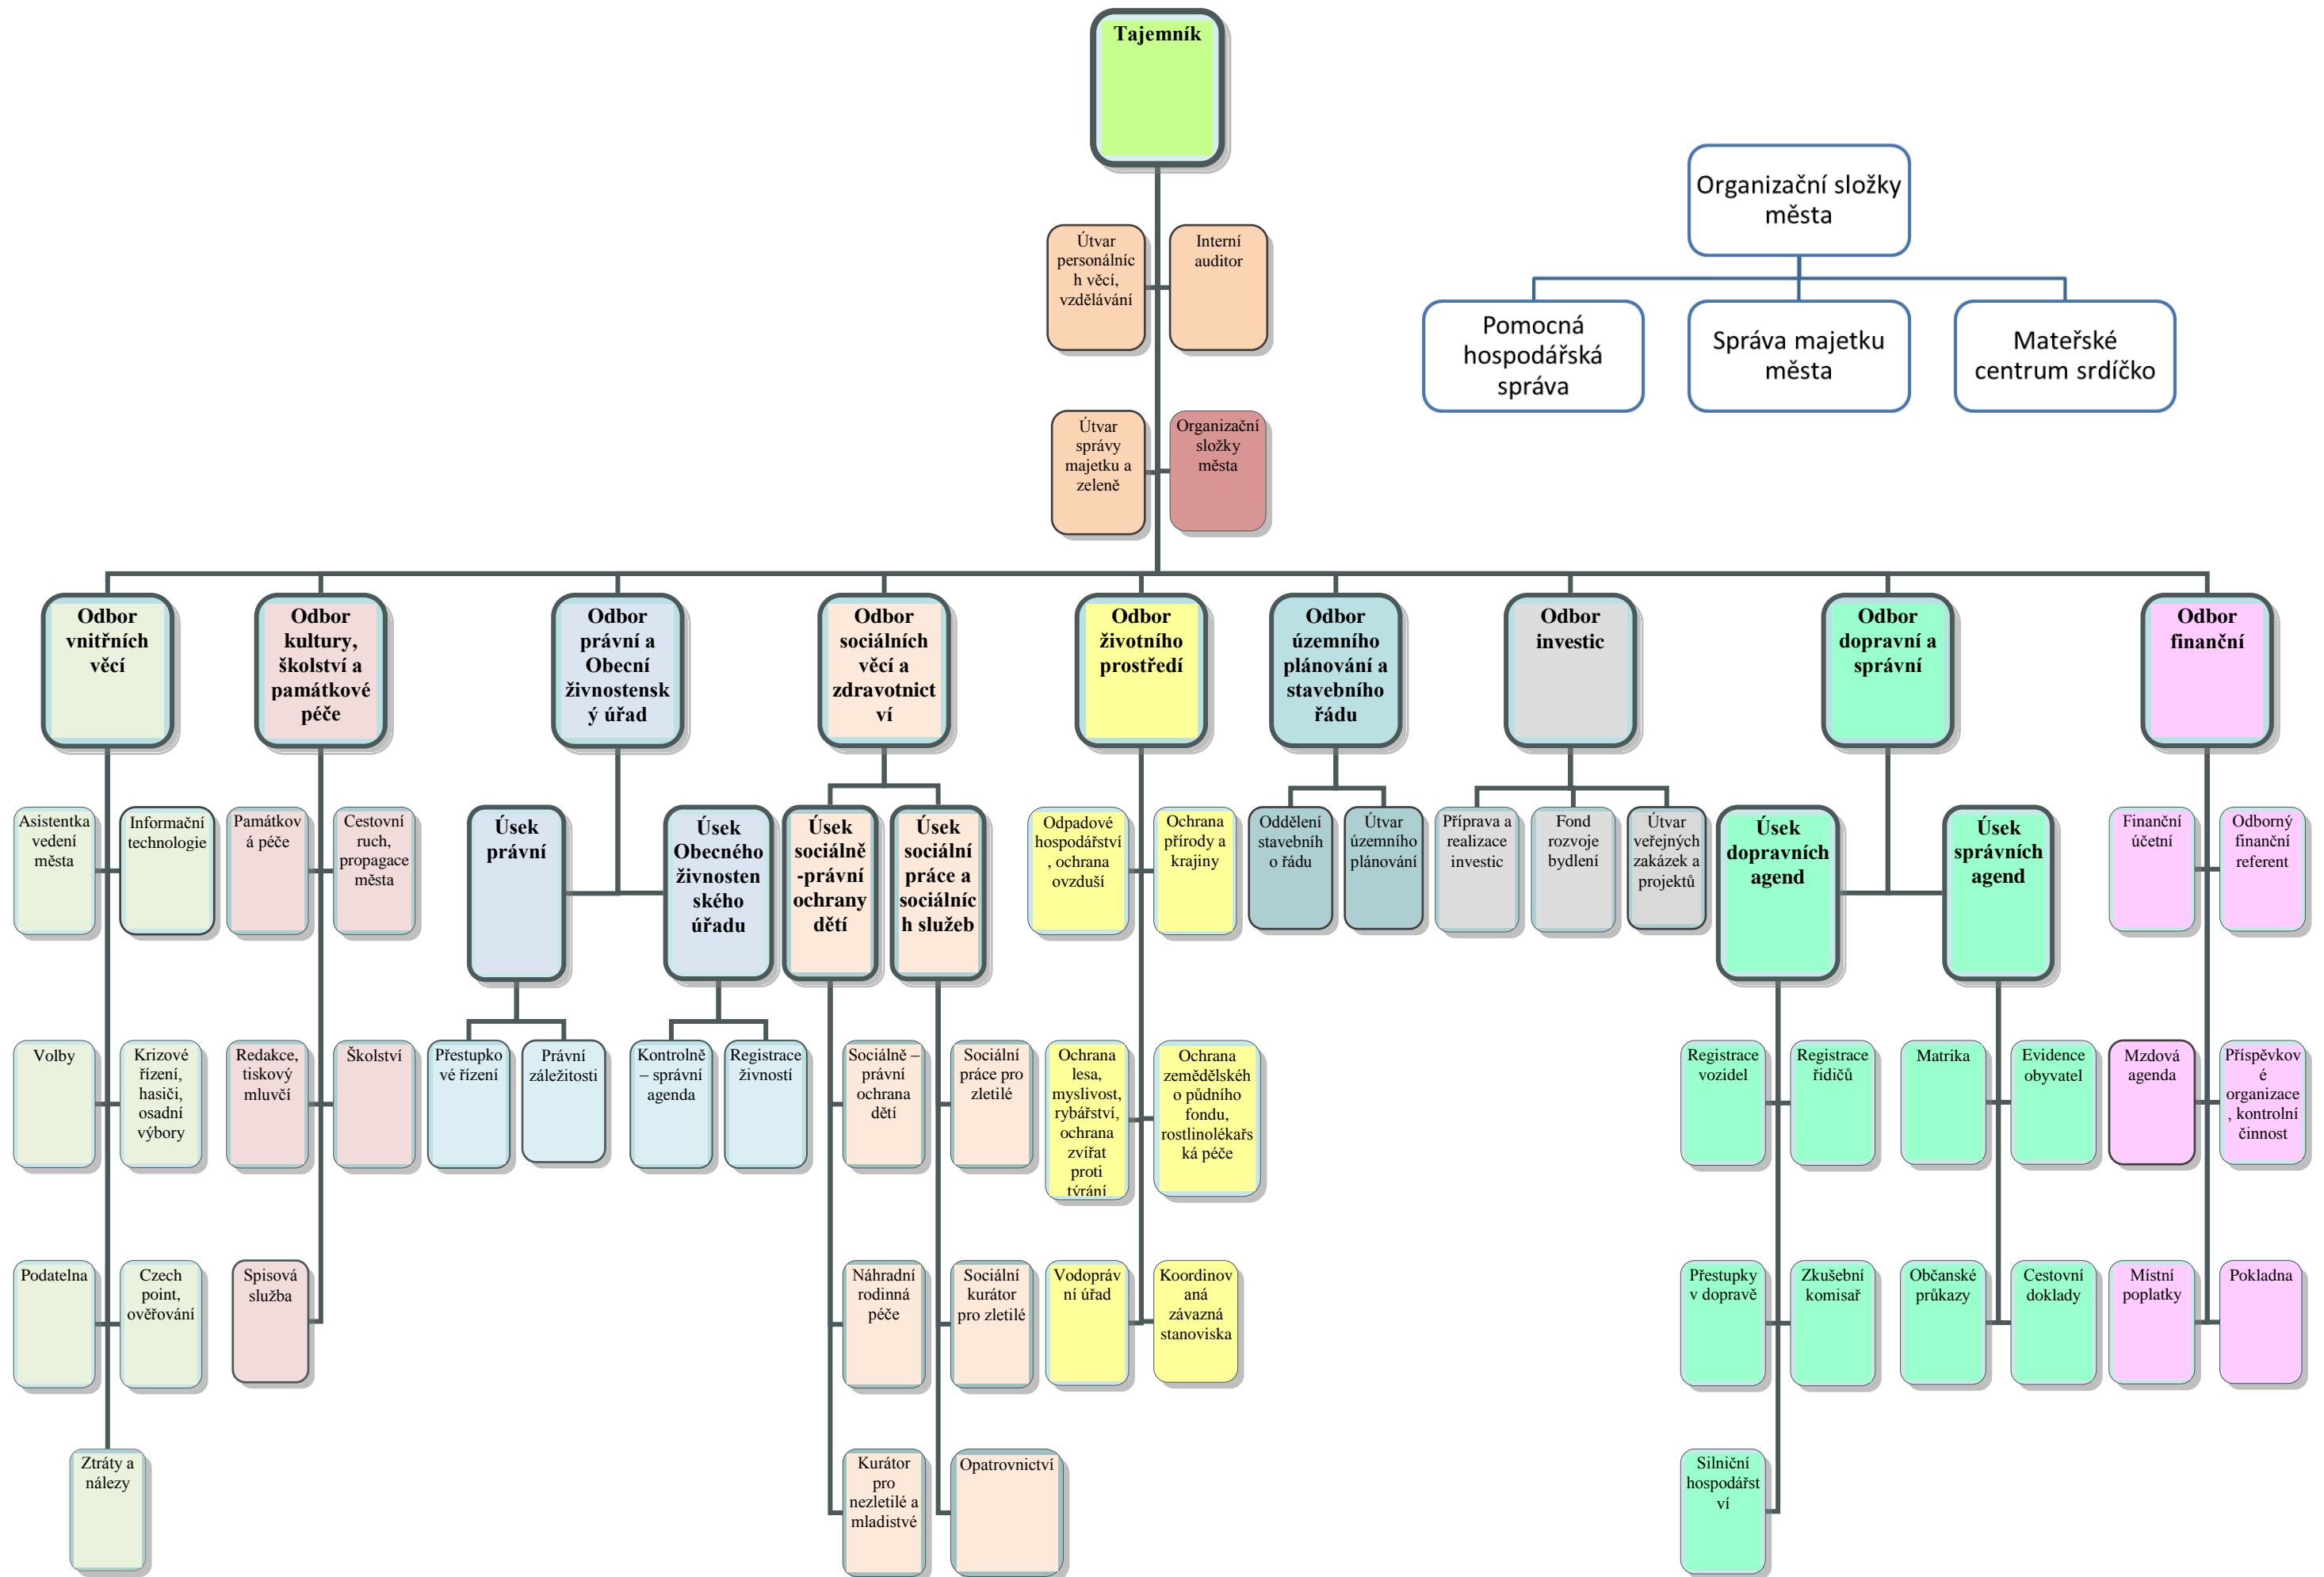 Tajemník
Organizační složky
města
Útvar
personálníc
h věcí,
vzdělávání
Interní
auditor
Pomocná
hospodářská
správa
Správa majetku
města
Mateřské
centrum srdíčko
Útvar
správy
majetku a
zeleně
Organizační
složky
města
Odbor
vnitřních
věcí
Odbor
kultury,
školství a
památkové
péče
Odbor
právní a
Obecní
živnostensk
ý úřad
Odbor
sociálních
věcí a
zdravotnict
ví
Odbor
životního
prostředí
Odbor
územního
plánování a
stavebního
řádu
Odbor
investic
Odbor
dopravní a
správní
Odbor
finanční
Asistentka
vedení
města
Informační
technologie
Památkov
á péče
Cestovní
ruch,
propagace
města
Úsek
právní
Úsek
Obecného
živnosten
ského
úřadu
Úsek
sociálně
-právní
ochrany
dětí
Úsek
sociální
práce a
sociálníc
h služeb
Odpadové
hospodářství
, ochrana
ovzduší
Ochrana
přírody a
krajiny
Oddělení
stavebníh
o řádu
Útvar
územního
plánování
Příprava a
realizace
investic
Fond
rozvoje
bydlení
Útvar
veřejných
zakázek a
projektů
Úsek
dopravních
agend
Úsek
správních
agend
Finanční
účetní
Odborný
finanční
referent
Volby
Krizové
řízení,
hasiči,
osadní
výbory
Redakce,
tiskový
mluvčí
Školství
Přestupko
vé řízení
Právní
záležitosti
Kontrolně
– správní
agenda
Registrace
živností
Sociálně –
právní
ochrana
dětí
Sociální
práce pro
zletilé
Ochrana
lesa,
myslivost,
rybářství,
ochrana
zvířat
proti
týrání
Ochrana
zemědělskéh
o půdního
fondu,
rostlinolékařs
ká péče
Registrace
vozidel
Registrace
řidičů
Matrika
Evidence
obyvatel
Mzdová
agenda
Příspěvkov
é
organizace
, kontrolní
činnost
Podatelna
Czech
point,
ověřování
Spisová
služba
Náhradní
rodinná
péče
Sociální
kurátor
pro zletilé
Vodopráv
ní úřad
Koordinov
aná
závazná
stanoviska
Přestupky
v dopravě
Zkušební
komisař
Občanské
průkazy
Cestovní
doklady
Místní
poplatky
Pokladna
Ztráty a
nálezy
Kurátor
pro
nezletilé a
mladistvé
Opatrovnictví
Silniční
hospodářst
ví